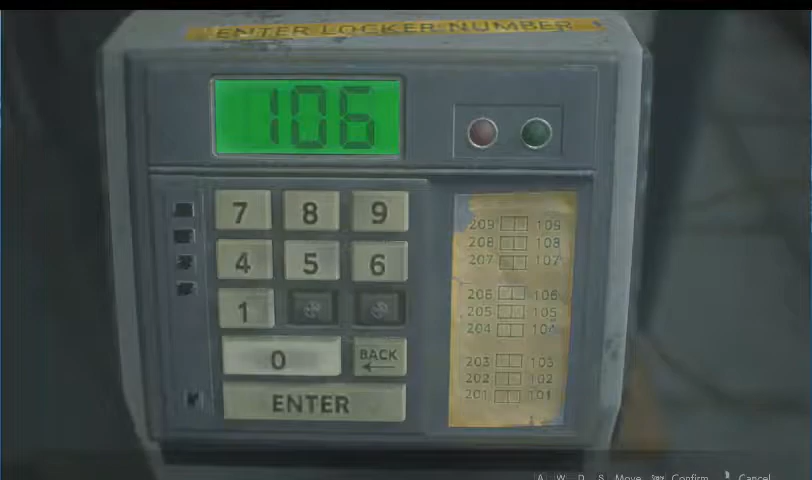 ENTER LOCKER NUMBER
106
7 8 9
4 5 6
1
0 BACK
ENTER
209 109
208 108
207 107
206 106
205 105
204 104
203 103
202 102
201 101
A W D S Move Confirm Cancel